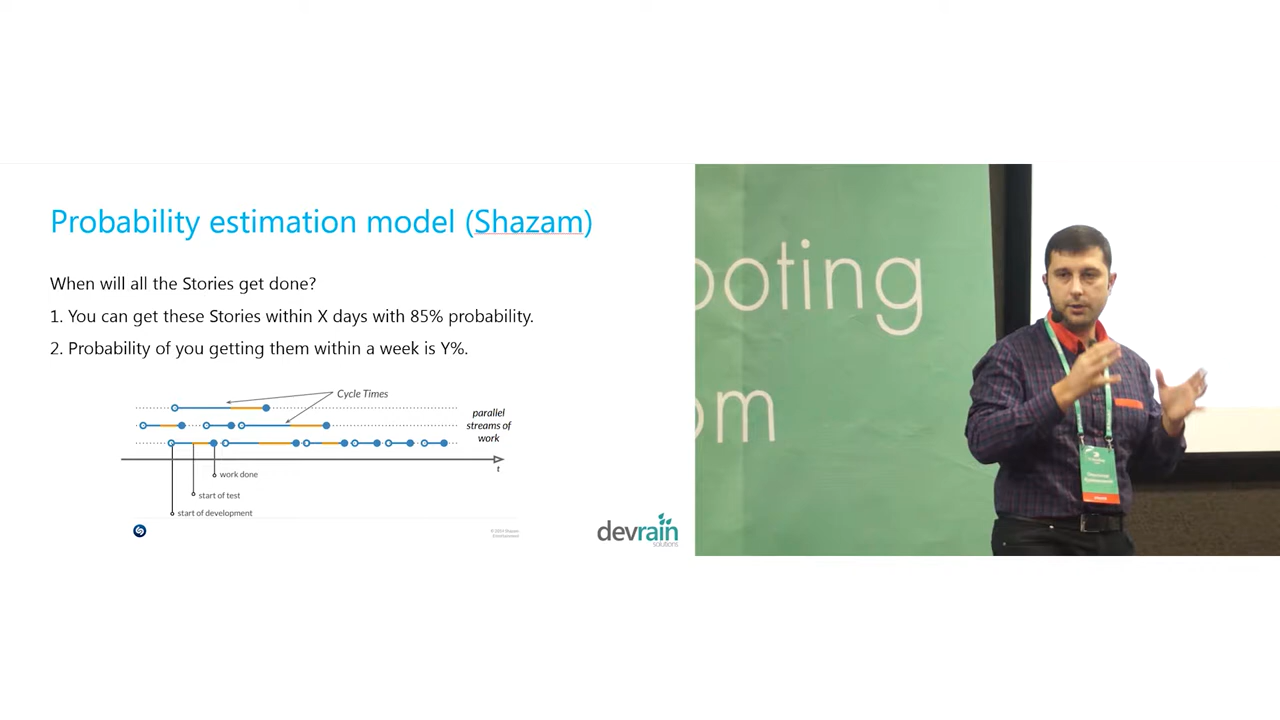 Probability estimation model (Shazam)
When will all the Stories get done?
1. You can get these Stories within X days with 85% probability.
2. Probability of you getting them within a week is Y%.
Cycle Times
parallel
streams of
work
t
work done
start of test
start of development
devrain
solutions
ooting
om